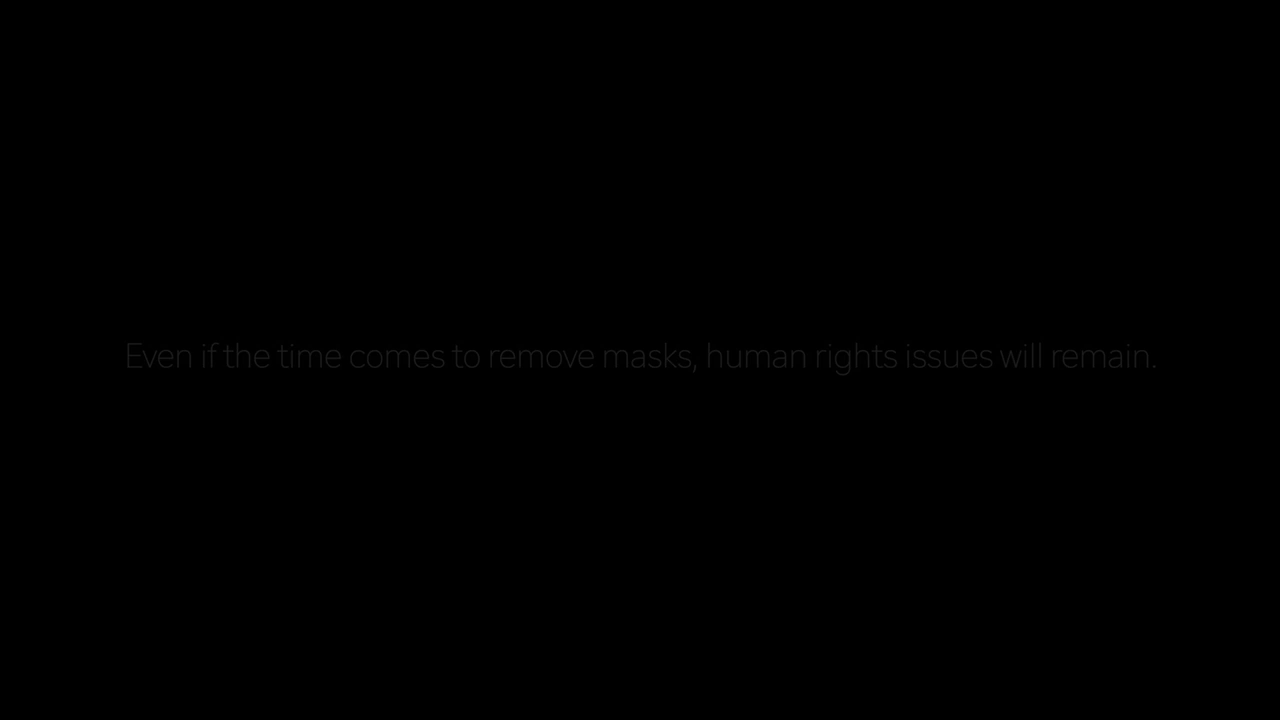 Even if the time comes to remove masks, human rights issues will remain.